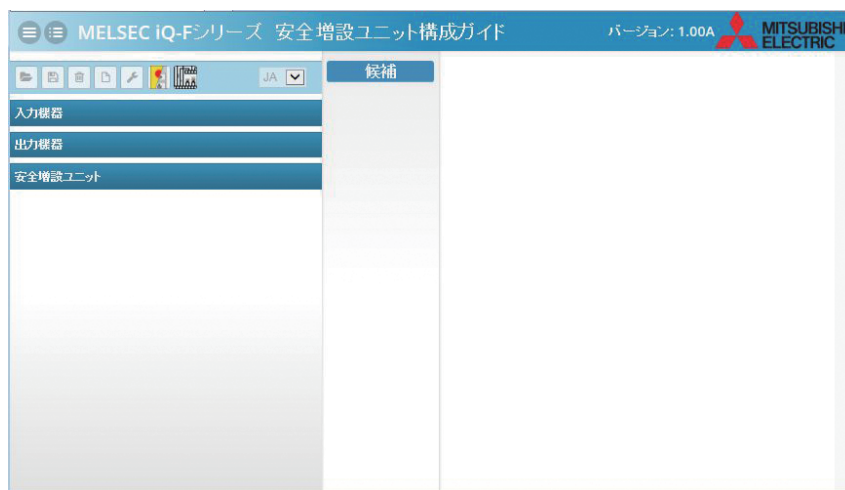 MELSEC iQ-Fシリーズ 安全増設ユニット構成ガイド
バージョン: 1.00A
MITSUBISHI
ELECTRIC
JA
候補
入力機器
出力機器
安全増設ユニット